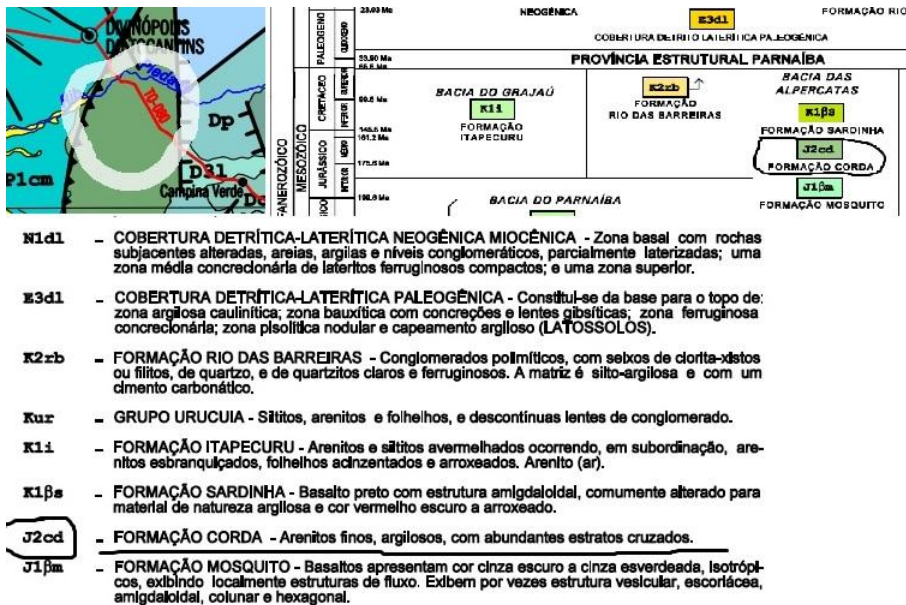 DIVINÓPOLIS
DO TOCANTINS
TO-080
Dp
P1cm
D3l
Campina Verde
FANEROZÓICO
MESOZÓICO
PALEOGENO
CRETÁCEO
SUPERIOR
INFERIOR
JURÁSSICO
MÉDIO
INFERIOR
23.03 Ma
33.90 Ma
65.5 Ma
99.6 Ma
145.5 Ma
161.2 Ma
175.6 Ma
199.6 Ma
NEOGÊNICA
E3dl
FORMAÇÃO RIO
COBERTURA DETRITO LATERÍTICA PALEOGÊNICA
PROVÍNCIA ESTRUTURAL PARNAÍBA
BACIA DO GRAJAÚ
K1i
FORMAÇÃO
ITAPECURU
K2rb
FORMAÇÃO
RIO DAS BARREIRAS
BACIA DAS
ALPERCATAS
K1βs
FORMAÇÃO SARDINHA
J2cd
FORMAÇÃO CORDA
J1βm
FORMAÇÃO MOSQUITO
BACIA DO PARNAÍBA
N1dl – COBERTURA DETRÍTICA-LATERÍTICA NEOGÊNICA MIOCÊNICA - Zona basal com rochas
subjacentes alteradas, areias, argilas e níveis conglomeráticos, parcialmente laterizadas; uma
zona média concrecionária de lateritos ferruginosos compactos; e uma zona superior.
E3dl – COBERTURA DETRÍTICA-LATERÍTICA PALEOGÊNICA - Constitui-se da base para o topo de:
zona argilosa caulinítica; zona bauxítica com concreções e lentes gibsíticas; zona ferruginosa
concrecionária; zona pisolítica nodular e capeamento argiloso (LATOSSOLOS).
K2rb – FORMAÇÃO RIO DAS BARREIRAS - Conglomerados polimíticos, com seixos de clorita-xistos
ou filitos, de quartzo, e de quartzitos claros e ferruginosos. A matriz é silto-argilosa e com um
cimento carbonático.
Kur – GRUPO URUCUIA - Siltitos, arenitos e folhelhos, e descontínuas lentes de conglomerado.
K1i – FORMAÇÃO ITAPECURU - Arenitos e siltitos avermelhados ocorrendo, em subordinação, are-
nitos esbranquiçados, folhelhos acinzentados e arroxeados. Arenito (ar).
K1βs – FORMAÇÃO SARDINHA - Basalto preto com estrutura amigdaloidal, comumente alterado para
material de natureza argilosa e cor vermelho escuro a arroxeado.
J2cd – FORMAÇÃO CORDA - Arenitos finos, argilosos, com abundantes estratos cruzados.
J1βm – FORMAÇÃO MOSQUITO - Basaltos apresentam cor cinza escuro a cinza esverdeada, isotrópi-
cos, exibindo localmente estruturas de fluxo. Exibem por vezes estrutura vesicular, escoriácea,
amigdaloidal, colunar e hexagonal.